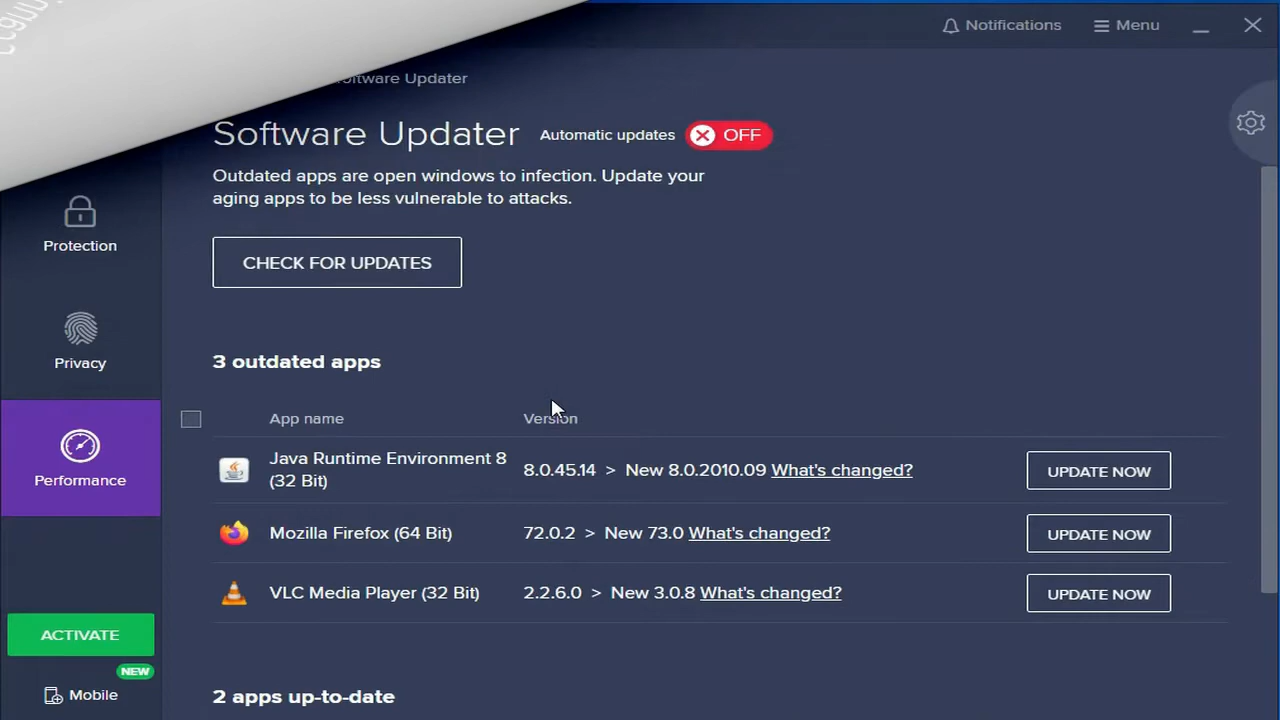 Notifications
Menu
Software Updater
Software Updater
Automatic updates
OFF
Outdated apps are open windows to infection. Update your
aging apps to be less vulnerable to attacks.
CHECK FOR UPDATES
Protection
Privacy
Performance
ACTIVATE
NEW
Mobile
3 outdated apps
App name
Version
Java Runtime Environment 8
(32 Bit)
8.0.45.14 > New 8.0.2010.09 What's changed?
UPDATE NOW
Mozilla Firefox (64 Bit)
72.0.2 > New 73.0 What's changed?
UPDATE NOW
VLC Media Player (32 Bit)
2.2.6.0 > New 3.0.8 What's changed?
UPDATE NOW
2 apps up-to-date